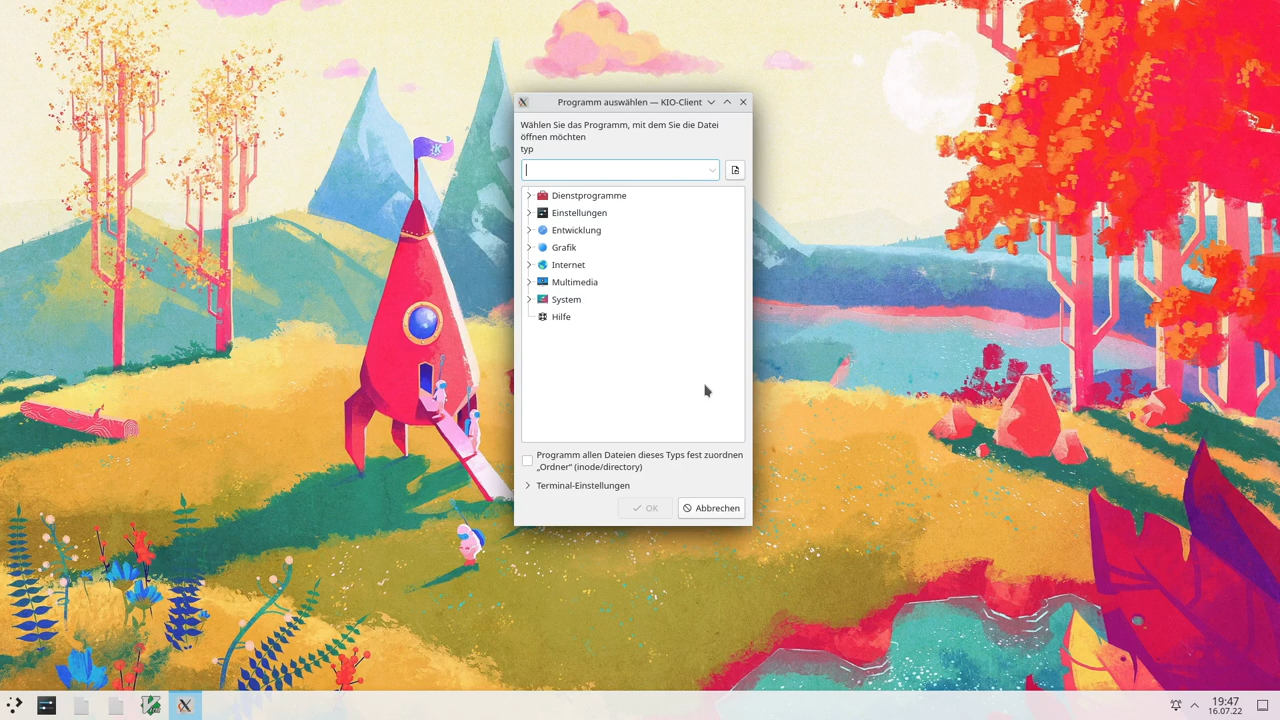 Programm auswählen — KIO-Client
Wählen Sie das Programm, mit dem Sie die Datei
öffnen möchten
typ
Dienstprogramme
Einstellungen
Entwicklung
Grafik
Internet
Multimedia
System
Hilfe
Programm allen Dateien dieses Typs fest zuordnen
„Ordner“ (inode/directory)
Terminal-Einstellungen
OK
Abbrechen
19:47
16.07.22